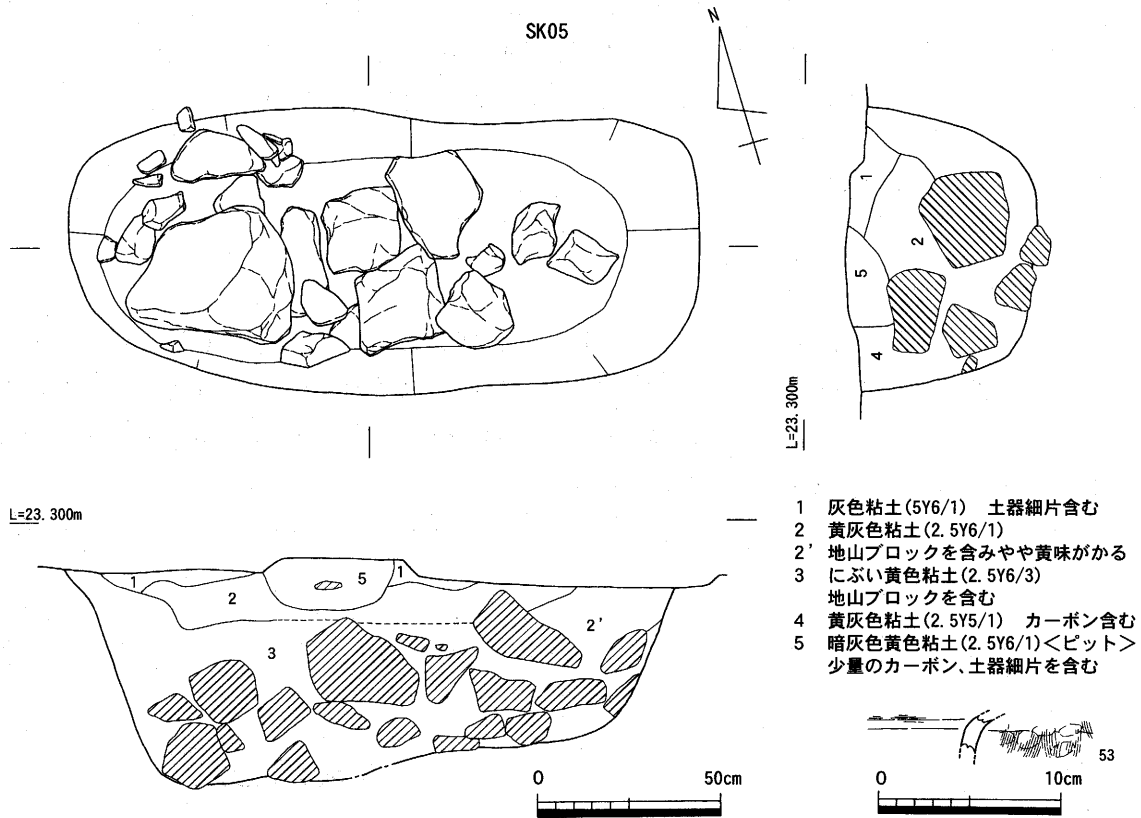 SK05
N
1
2
5
4
L=23.300m
L=23.300m
1
2
5
1
3
2'
1 灰色粘土(5Y6/1) 土器細片含む
2 黄灰色粘土(2.5Y6/1)
2' 地山ブロックを含みやや黄味がかる
3 にぶい黄色粘土(2.5Y6/3)
地山ブロックを含む
4 黄灰色粘土(2.5Y5/1) カーボン含む
5 暗灰色黄色粘土(2.5Y6/1)<ピット>
少量のカーボン、土器細片を含む
53
0 50cm
0 10cm